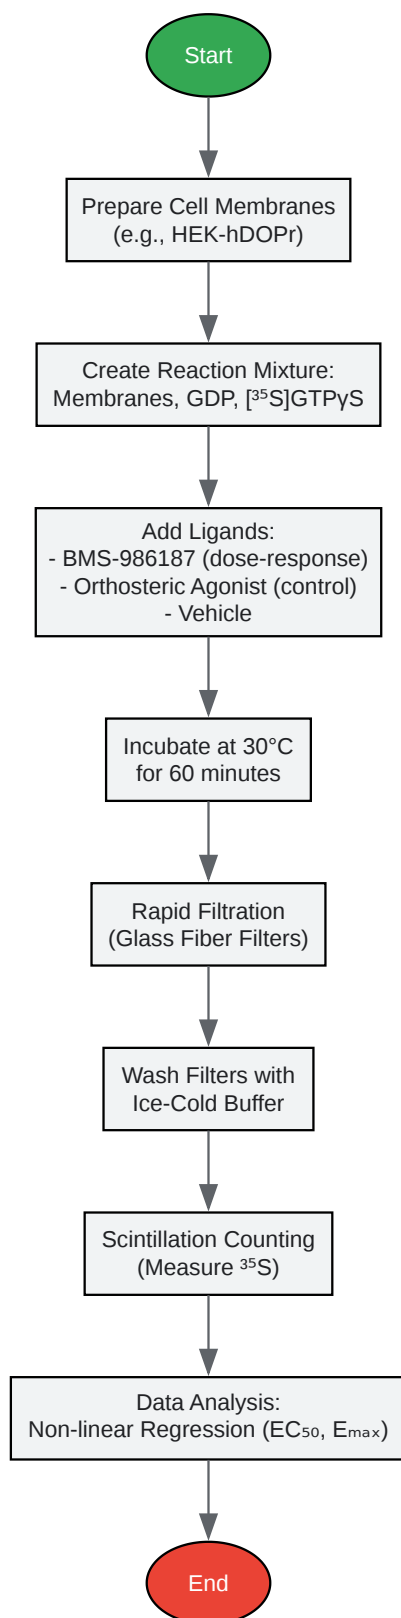 Start
Prepare Cell Membranes
(e.g., HEK-hDOPr)
Create Reaction Mixture:
Membranes, GDP, [³⁵S]GTPγS
Add Ligands:
- BMS-986187 (dose-response)
- Orthosteric Agonist (control)
- Vehicle
Incubate at 30°C
for 60 minutes
Rapid Filtration
(Glass Fiber Filters)
Wash Filters with
Ice-Cold Buffer
Scintillation Counting
(Measure ³⁵S)
Data Analysis:
Non-linear Regression (EC₅₀, Eₘₐₓ)
End